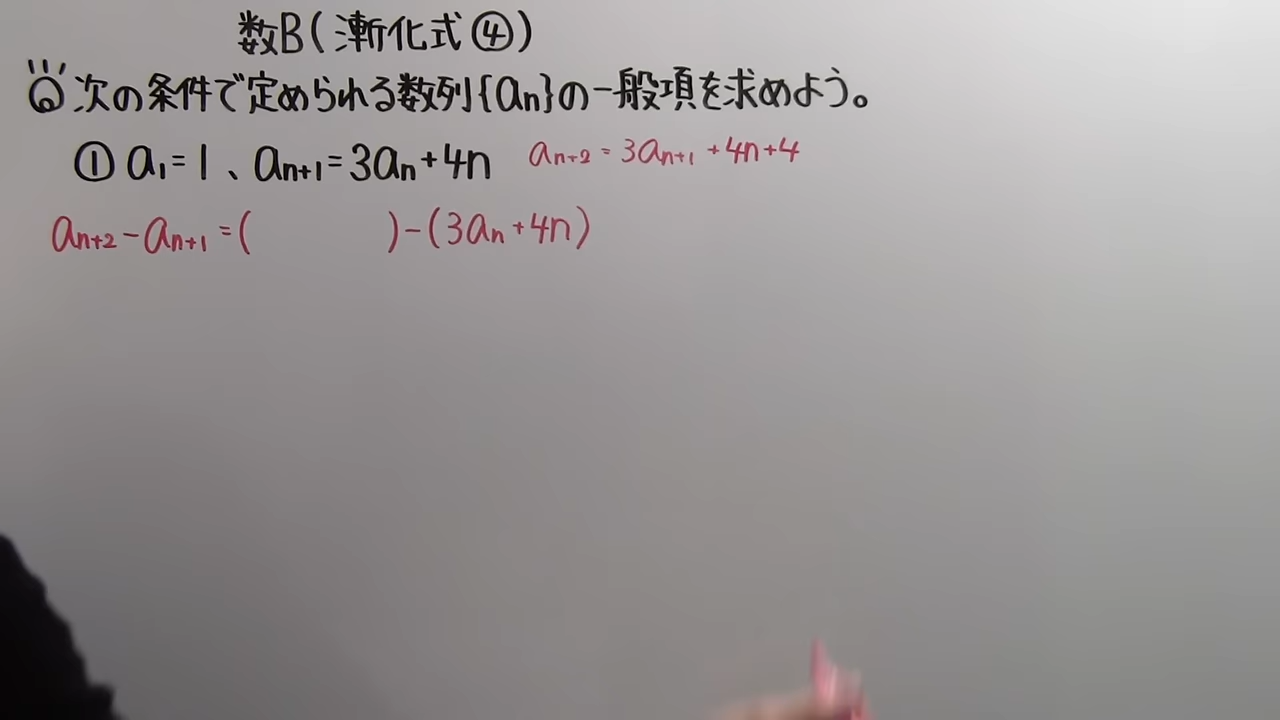 数B(漸化式④)
Q 次の条件で定められる数列{an}の一般項を求めよう。
① a₁=1、an+1=3an+4n an+2=3an+1+4n+4
an+2-an+1=( )-(3an+4n)